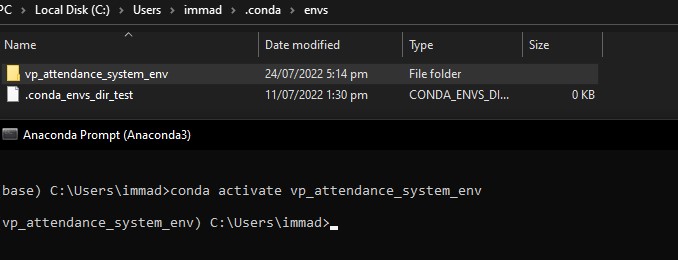 PC > Local Disk (C:) > Users > immad > .conda > envs
Name Date modified Type Size
vp_attendance_system_env 24/07/2022 5:14 pm File folder
.conda_envs_dir_test 11/07/2022 1:30 pm CONDA_ENVS_DI... 0 KB
Anaconda Prompt (Anaconda3)
base) C:\Users\immad>conda activate vp_attendance_system_env
vp_attendance_system_env) C:\Users\immad>